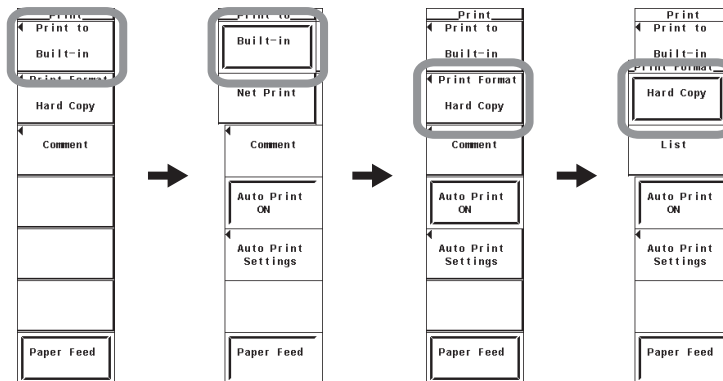 Print
Print to
Built-in
Print Format
Hard Copy
Comment
Paper Feed
Print to
Built-in
Net Print
Comment
Auto Print
ON
Auto Print
Settings
Paper Feed
Print
Print to
Built-in
Print Format
Hard Copy
Comment
Auto Print
ON
Auto Print
Settings
Paper Feed
Print
Print to
Built-in
Print Format
Hard Copy
List
Auto Print
ON
Auto Print
Settings
Paper Feed